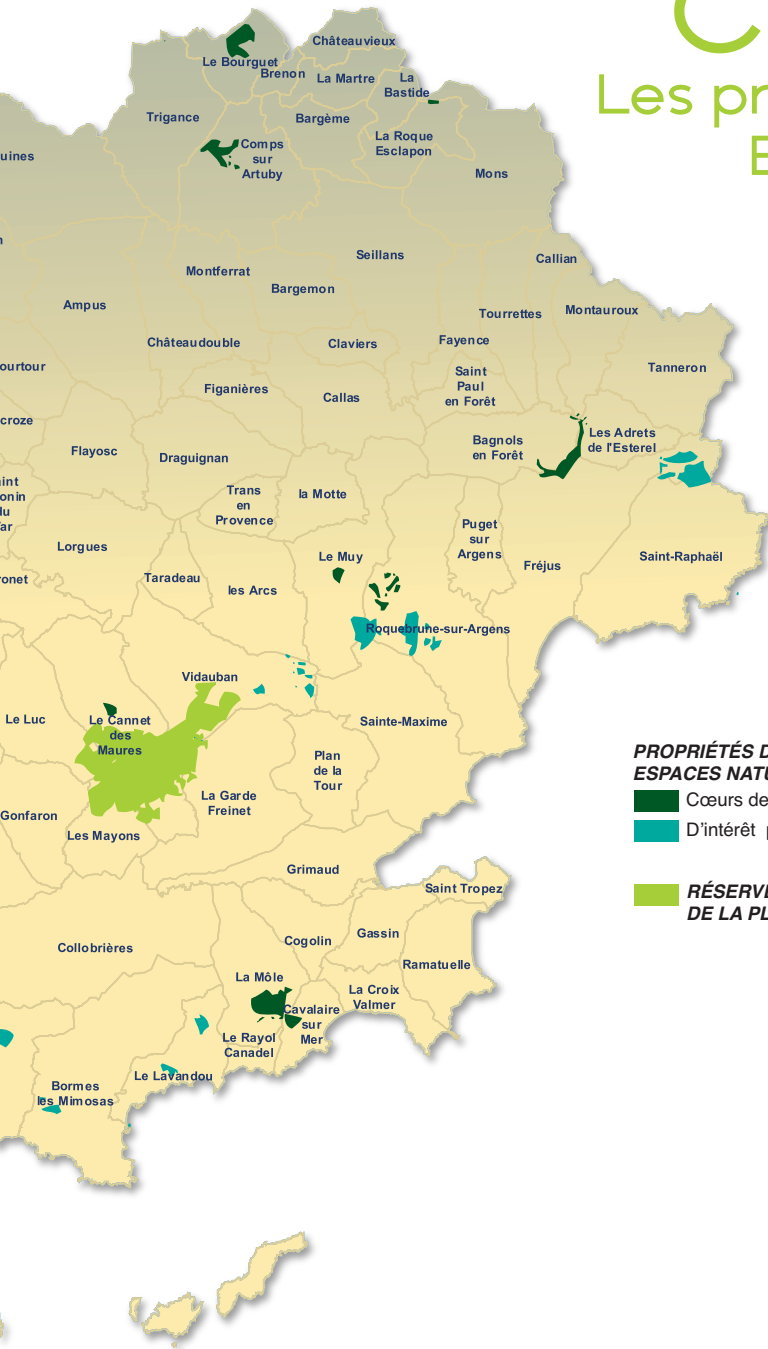 C
Les pr
E
Châteauvieux
Le Bourguet
Brenon
La Martre
La
Bastide
Trigance
Bargème
La Roque
Esclapon
Comps
sur
Artuby
uines
Mons
n
Seillans
Callian
Montferrat
Bargemon
Ampus
Tourrettes
Montauroux
Châteaudouble
Claviers
Fayence
ourtour
Tanneron
Saint
Paul
en Forêt
Figanières
Callas
croze
Les Adrets
de l'Esterel
Bagnols
en Forêt
Flayosc
Draguignan
int
onin
du
ar
Trans
en
Provence
la Motte
Puget
sur
Argens
Lorgues
Le Muy
Saint-Raphaël
Fréjus
ronet
Taradeau
les Arcs
Roquebrune-sur-Argens
Vidauban
Le Luc
Le Cannet
des
Maures
Sainte-Maxime
Plan
de la
Tour
PROPRIÉTÉS D
ESPACES NATU
Cœurs de
D'intérêt p
La Garde
Freinet
Gonfaron
Les Mayons
Grimaud
Saint Tropez
RÉSERVE
DE LA PL
Collobrières
Cogolin
Gassin
Ramatuelle
La Môle
La Croix
Valmer
Cavalaire
sur
Mer
Le Rayol
Canadel
Le Lavandou
Bormes
les Mimosas